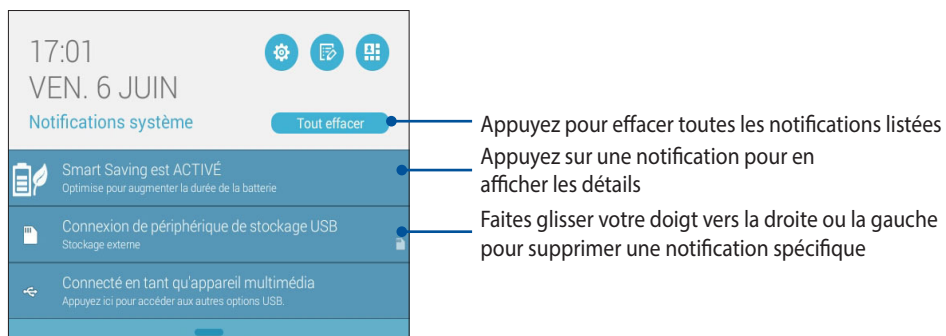 17:01
VEN. 6 JUIN
Notifications système
Tout effacer
Smart Saving est ACTIVÉ
Optimise pour augmenter la durée de la batterie
Connexion de périphérique de stockage USB
Stockage externe
Connecté en tant qu'appareil multimédia
Appuyez ici pour accéder aux autres options USB.
Appuyez pour effacer toutes les notifications listées
Appuyez sur une notification pour en
afficher les détails
Faites glisser votre doigt vers la droite ou la gauche
pour supprimer une notification spécifique